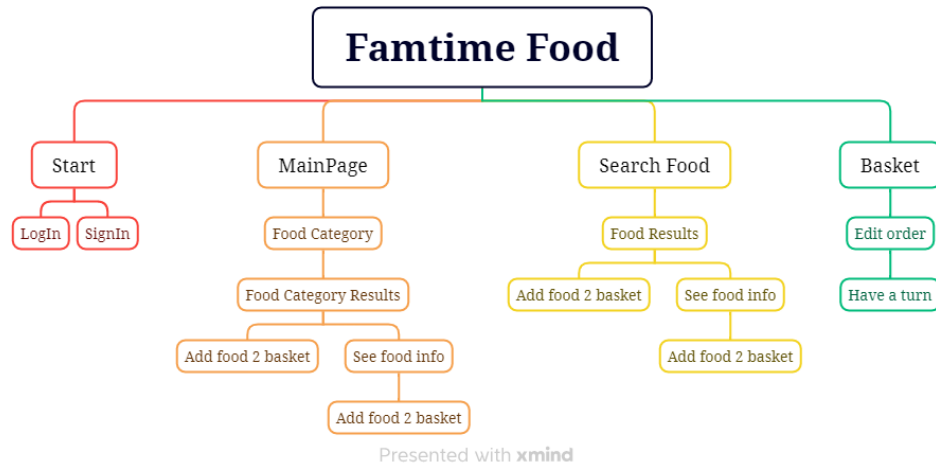 Famtime Food
Start
MainPage
Search Food
Basket
LogIn
SignIn
Food Category
Food Results
Edit order
Food Category Results
Add food 2 basket
See food info
Have a turn
Add food 2 basket
See food info
Add food 2 basket
Add food 2 basket
Presented with xmind